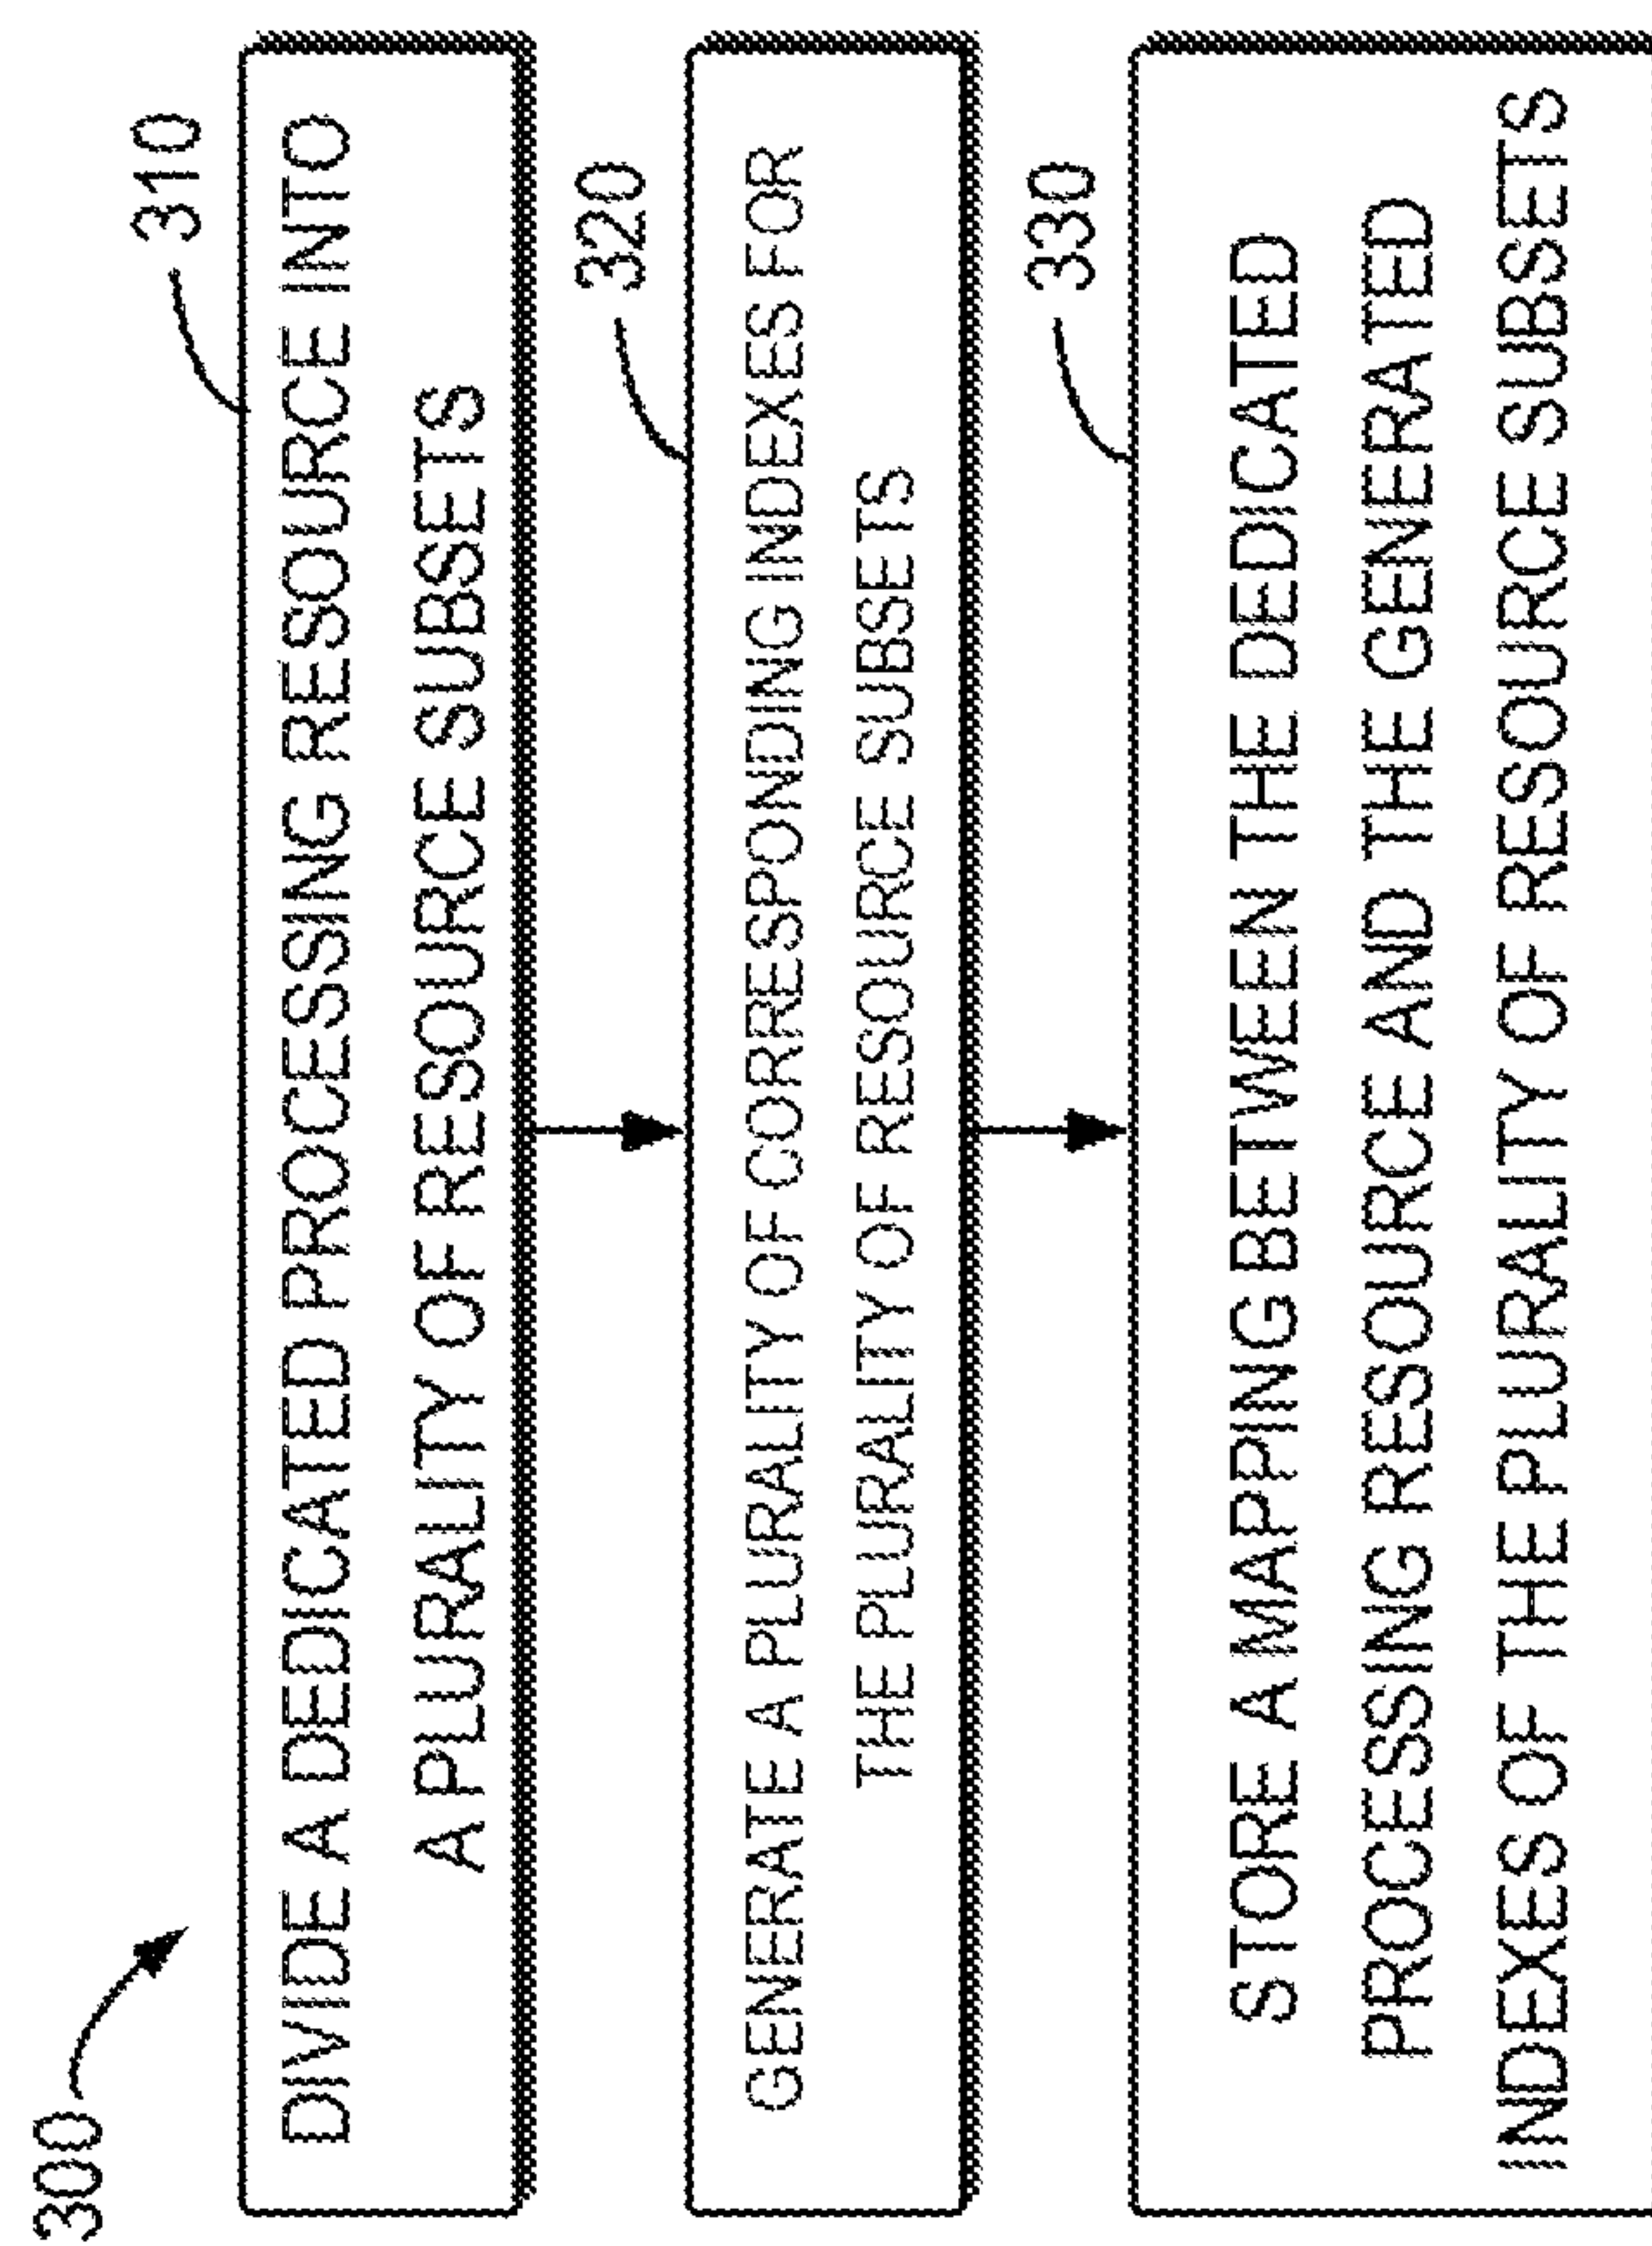 300
310
DIVIDE A DEDICATED PROCESSING RESOURCE INTO
A PLURALITY OF RESOURCE SUBSETS
320
GENERATE A PLURALITY OF CORRESPONDING INDEXES FOR
THE PLURALITY OF RESOURCE SUBSETS
330
STORE A MAPPING BETWEEN THE DEDICATED
PROCESSING RESOURCE AND THE GENERATED
INDEXES OF THE PLURALITY OF RESOURCE SUBSETS